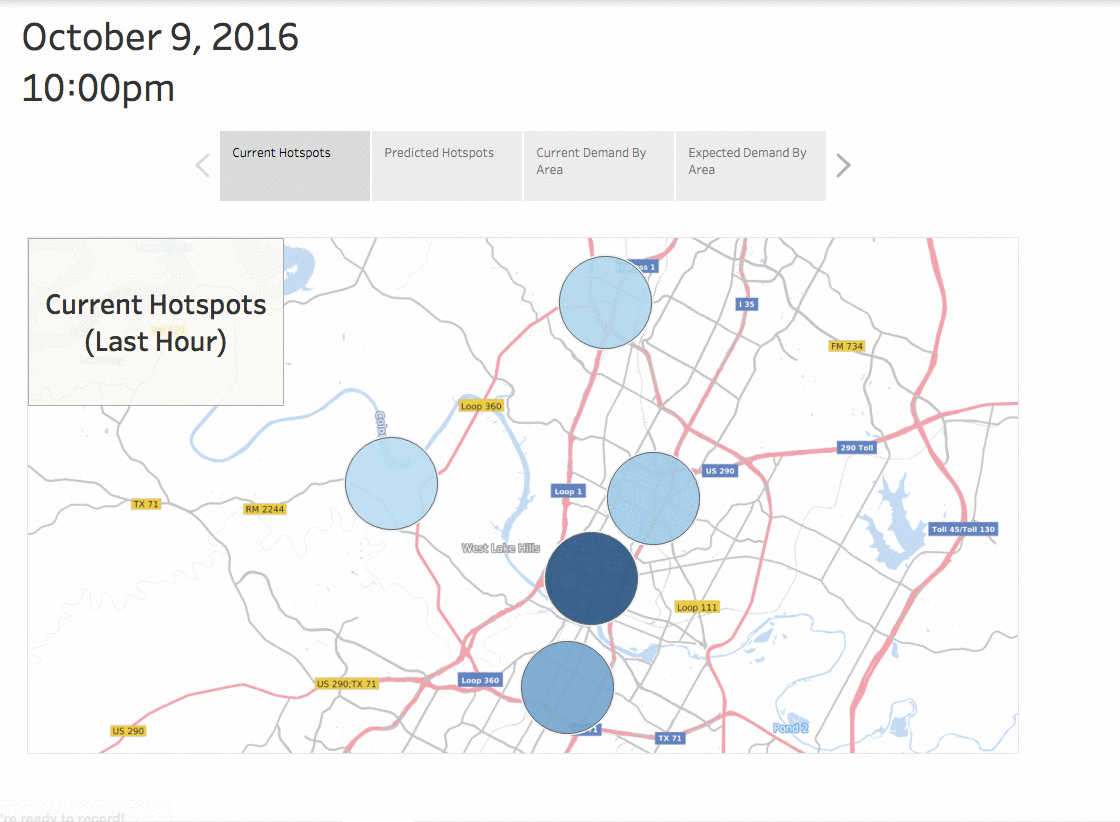 October 9, 2016
10:00pm
Current Hotspots
Predicted Hotspots
Current Demand By
Area
Expected Demand By
Area
Current Hotspots
(Last Hour)
I 35
FM 734
Loop 360
290 Toll
US 290
Loop 1
TX 71
RM 2244
Toll 45/Toll 130
West Lake Hills
Loop 111
Loop 360
US 290;TX 71
US 290
Pond 2
TX 71
're ready to record!